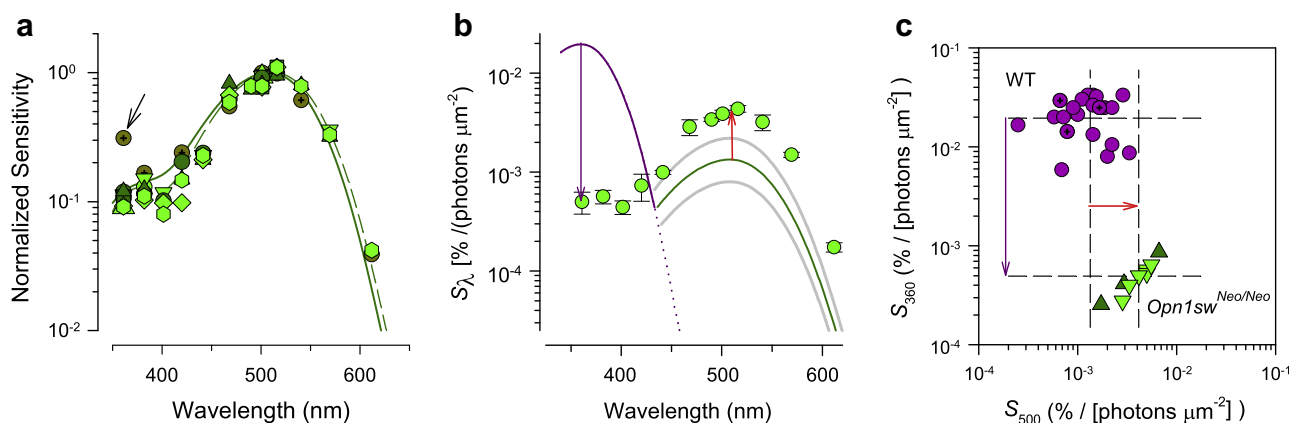 a
Normalized Sensitivity
10⁰
10⁻¹
10⁻²
400 500 600
Wavelength (nm)
b
Sλ [% /(photons μm⁻²)
10⁻²
10⁻³
10⁻⁴
400 500 600
Wavelength (nm)
c
S₃₆₀ (% / [photons μm⁻²)
10⁻¹
10⁻²
10⁻³
10⁻⁴
WT
Opn1sw^Neo/Neo
10⁻⁴ 10⁻³ 10⁻² 10⁻¹
S₅₀₀ (% / [photons μm⁻²] )